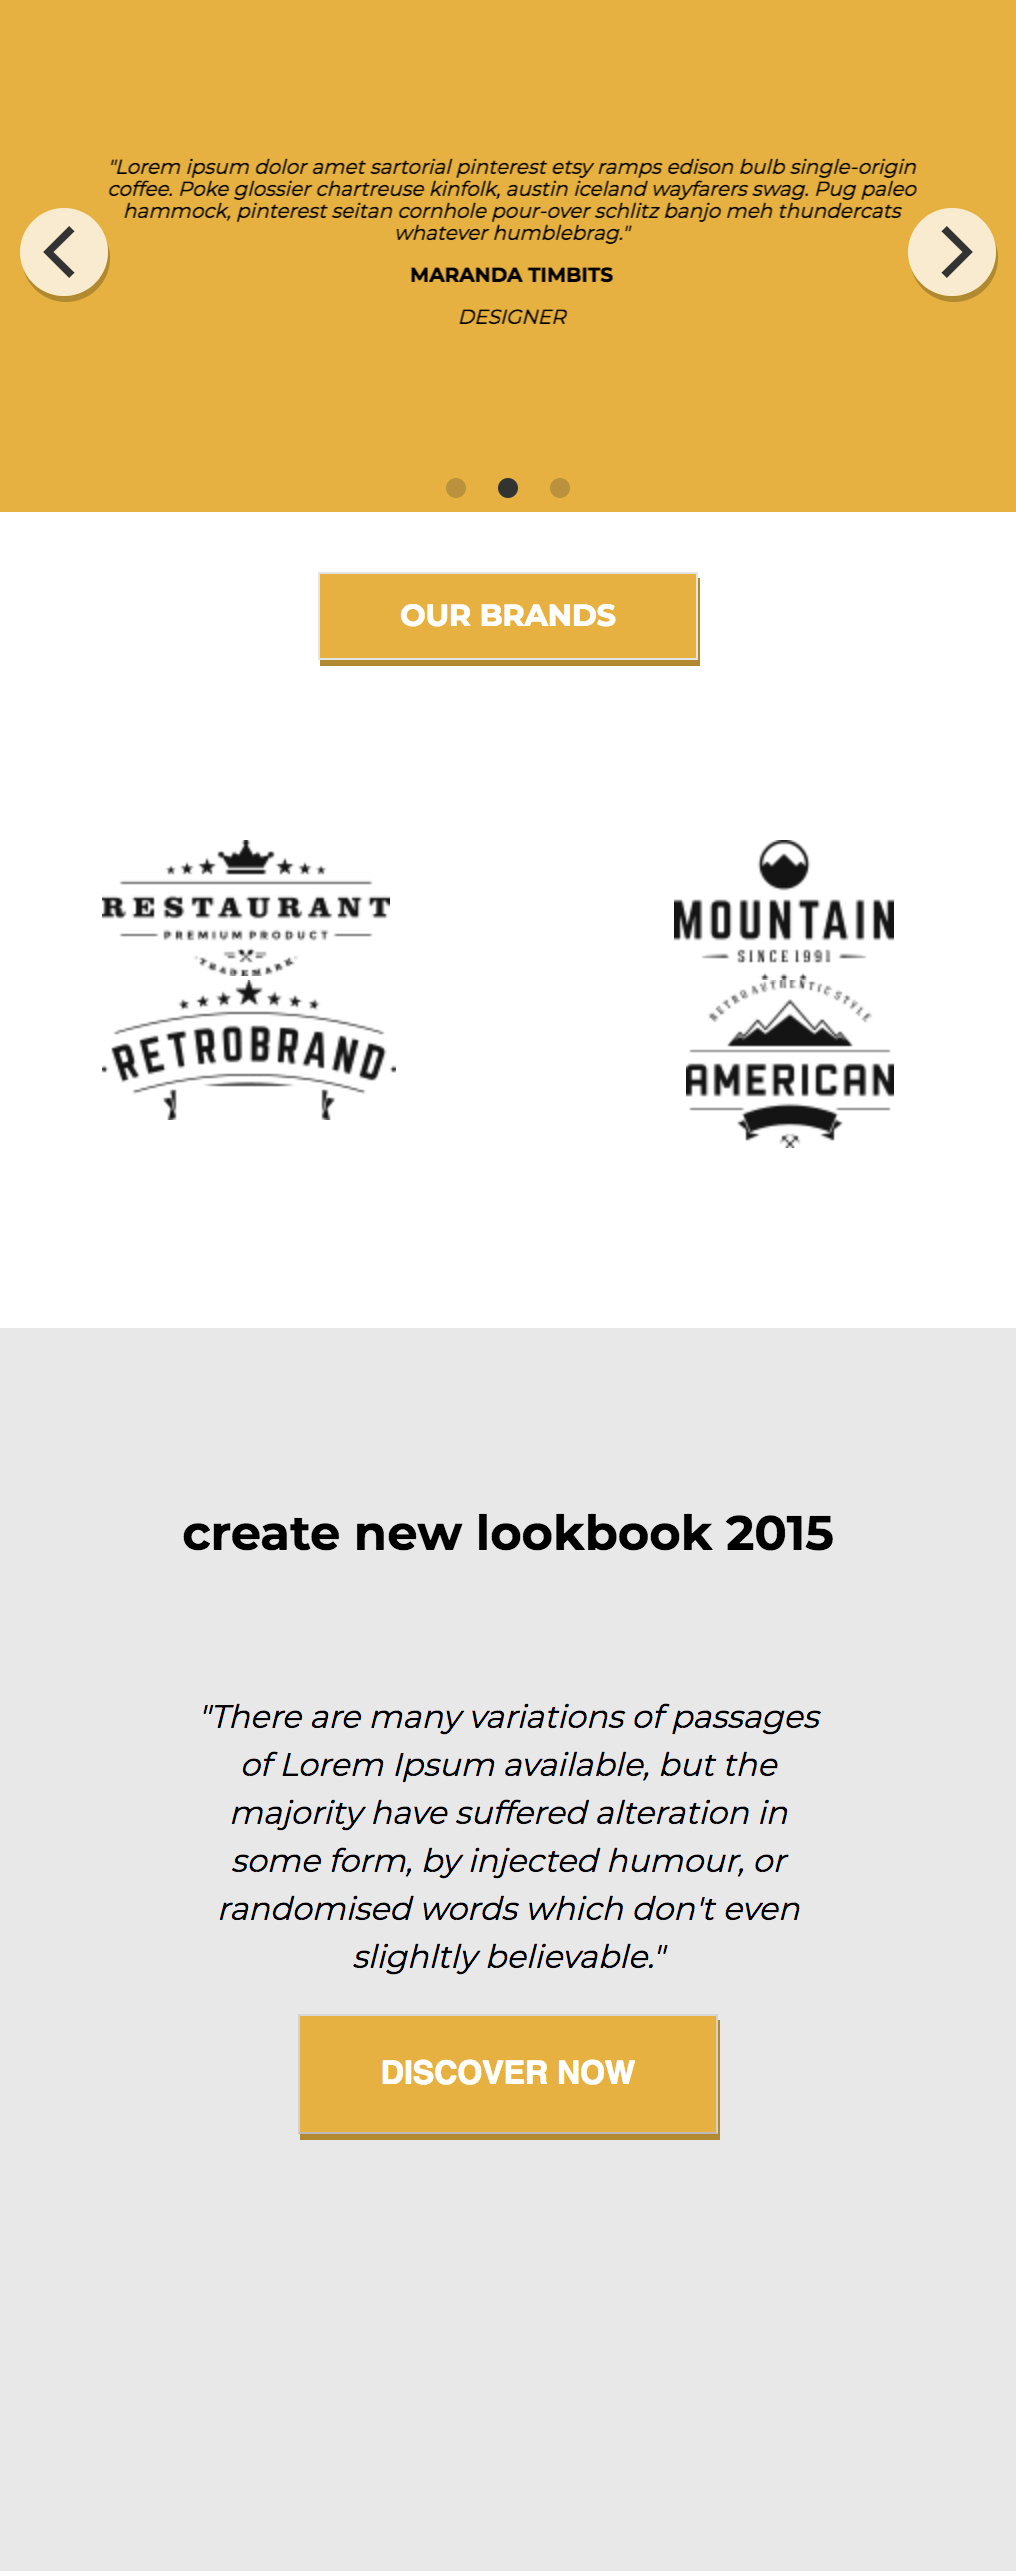 "Lorem ipsum dolor amet sartorial pinterest etsy ramps edison bulb single-origin
coffee. Poke glossier chartreuse kinfolk, austin iceland wayfarers swag. Pug paleo
hammock, pinterest seitan cornhole pour-over schlitz banjo meh thundercats
whatever humblebrag."
MARANDA TIMBITS
DESIGNER
OUR BRANDS
RESTAURANT
PREMIUM PRODUCT
TRADEMARK
RETROBRAND
MOUNTAIN
SINCE 1991
RETRO AUTHENTIC STYLE
AMERICAN
create new lookbook 2015
"There are many variations of passages
of Lorem Ipsum available, but the
majority have suffered alteration in
some form, by injected humour, or
randomised words which don't even
slighltly believable."
DISCOVER NOW